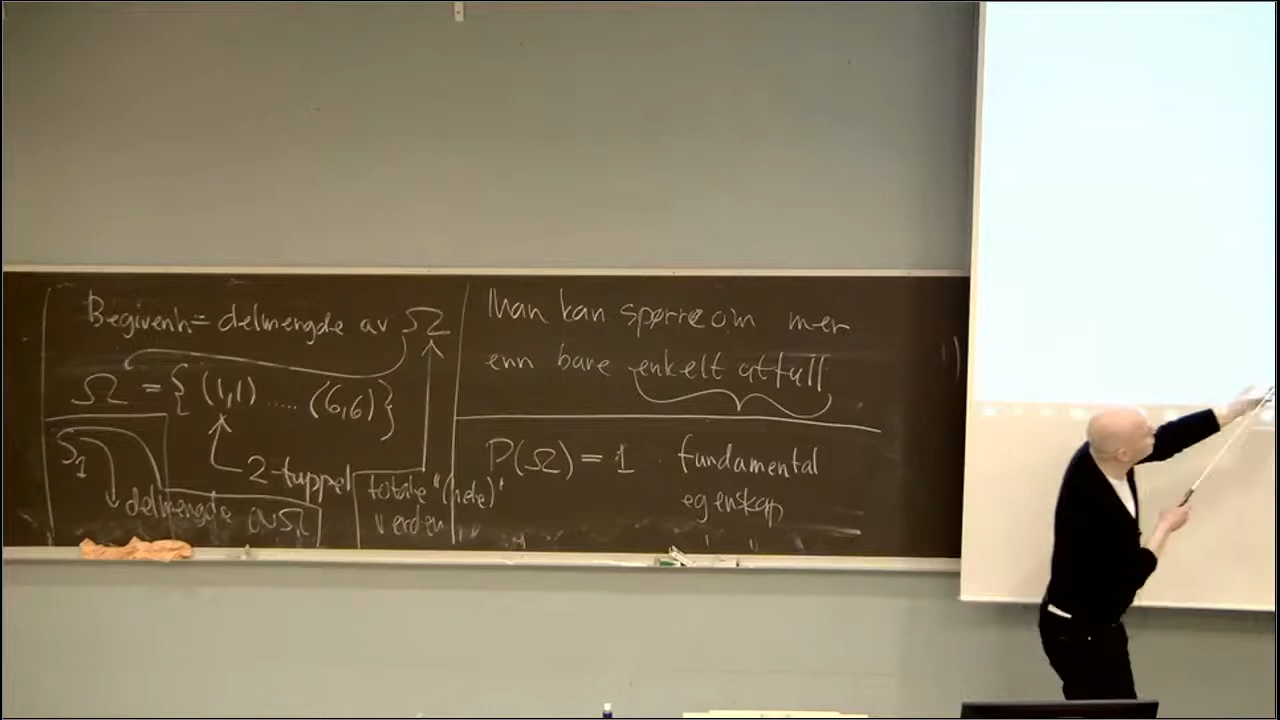 Begivenh = delmengde av Ω
Ω = {(1,1) ..... (6,6)}
S1
2-tuppel
delmengde av Ω
totale "(hele)"
verden
Man kan spørre om mer
enn bare enkelt utfall
P(Ω) = 1 fundamental
egenskap